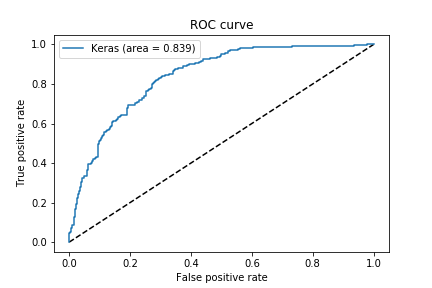 ROC curve
Keras (area = 0.839)
True positive rate
1.0
0.8
0.6
0.4
0.2
0.0
0.0 0.2 0.4 0.6 0.8 1.0
False positive rate